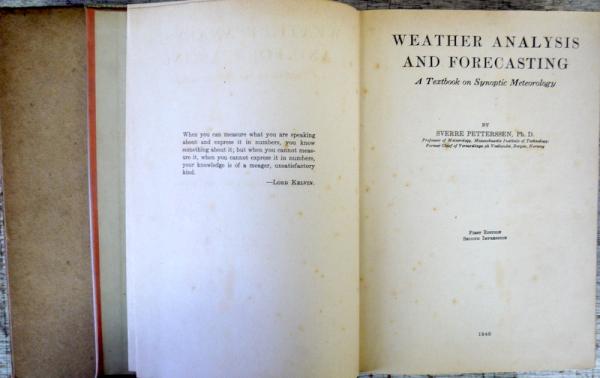 When you can measure what you are speaking
about and express it in numbers, you know
something about it; but when you cannot meas-
ure it, when you cannot express it in numbers,
your knowledge is of a meager, unsatisfactory
kind.
—Lord Kelvin.
WEATHER ANALYSIS
AND FORECASTING
A Textbook on Synoptic Meteorology
BY
SVERRE PETTERSSEN, Ph. D.
Professor of Meteorology, Massachusetts Institute of Technology;
Former Chief of Vervarslinga på Vestlandet, Bergen, Norway
First Edition
Second Impression
1940